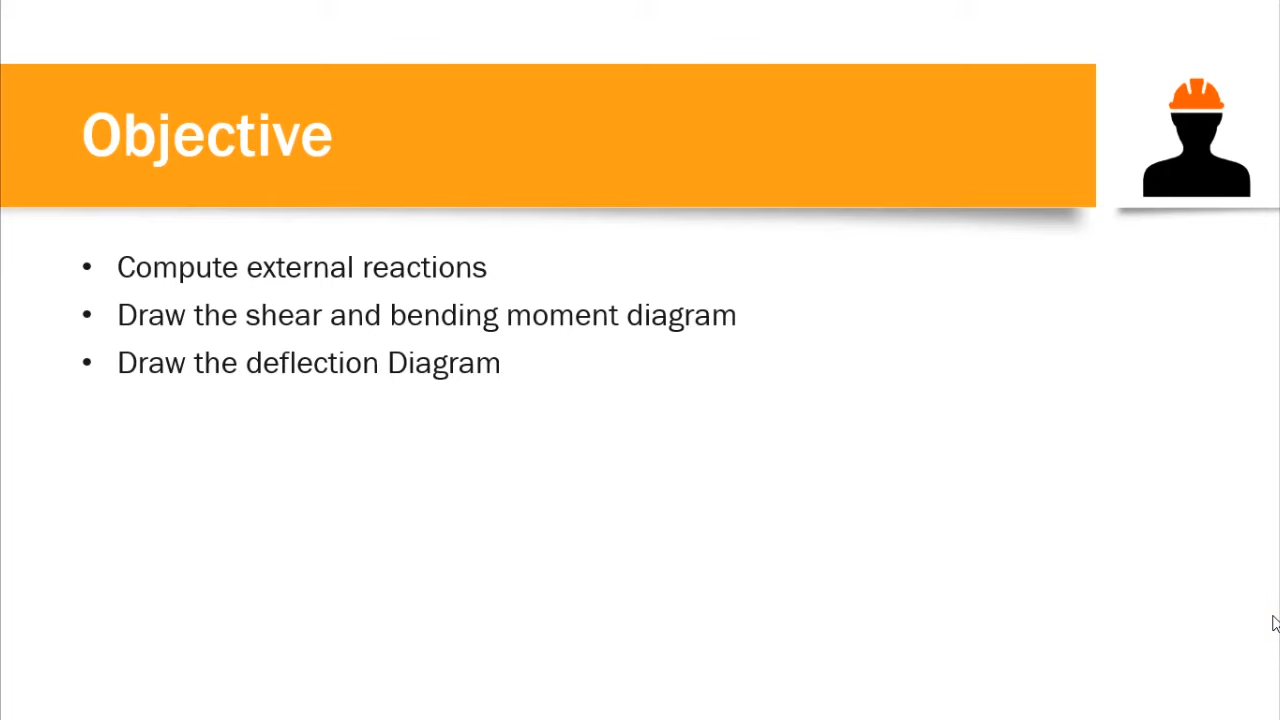 Objective
• Compute external reactions
• Draw the shear and bending moment diagram
• Draw the deflection Diagram